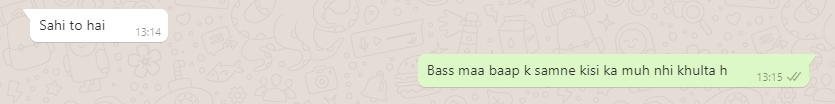 Sahi to hai
13:14
Bass maa baap k samne kisi ka muh nhi khulta h
13:15